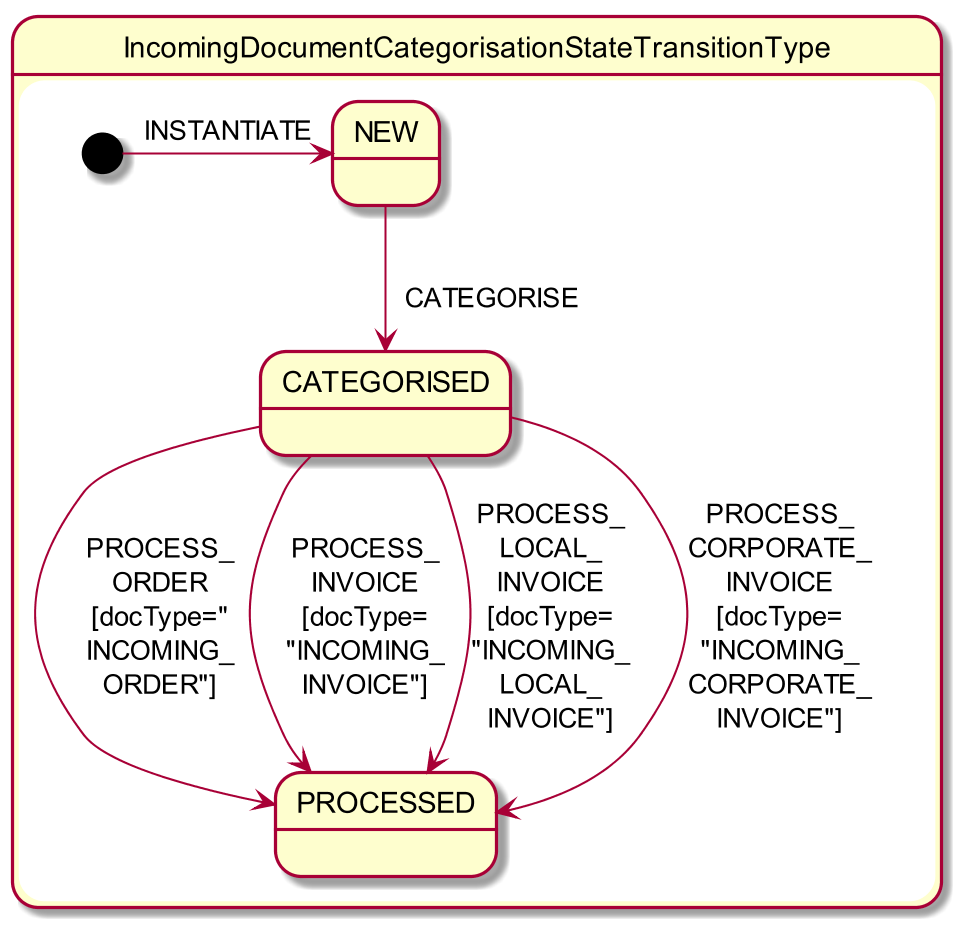 IncomingDocumentCategorisationStateTransitionType
INSTANTIATE
NEW
CATEGORISE
CATEGORISED
PROCESS_
ORDER
[docType="
INCOMING_
ORDER"]
PROCESS_
INVOICE
[docType=
"INCOMING_
INVOICE"]
PROCESS_
LOCAL_
INVOICE
[docType=
"INCOMING_
LOCAL_
INVOICE"]
PROCESS_
CORPORATE_
INVOICE
[docType=
"INCOMING_
CORPORATE_
INVOICE"]
PROCESSED